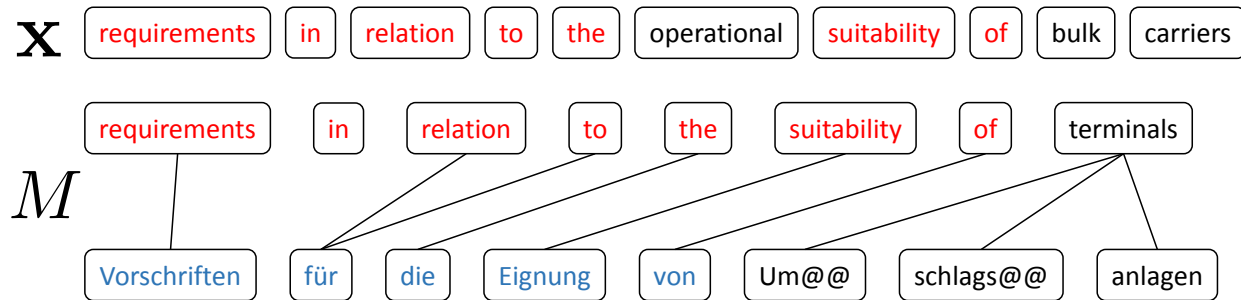 x requirements in relation to the operational suitability of bulk carriers
requirements in relation to the suitability of terminals
M
Vorschriften für die Eignung von Um@@ schlags@@ anlagen